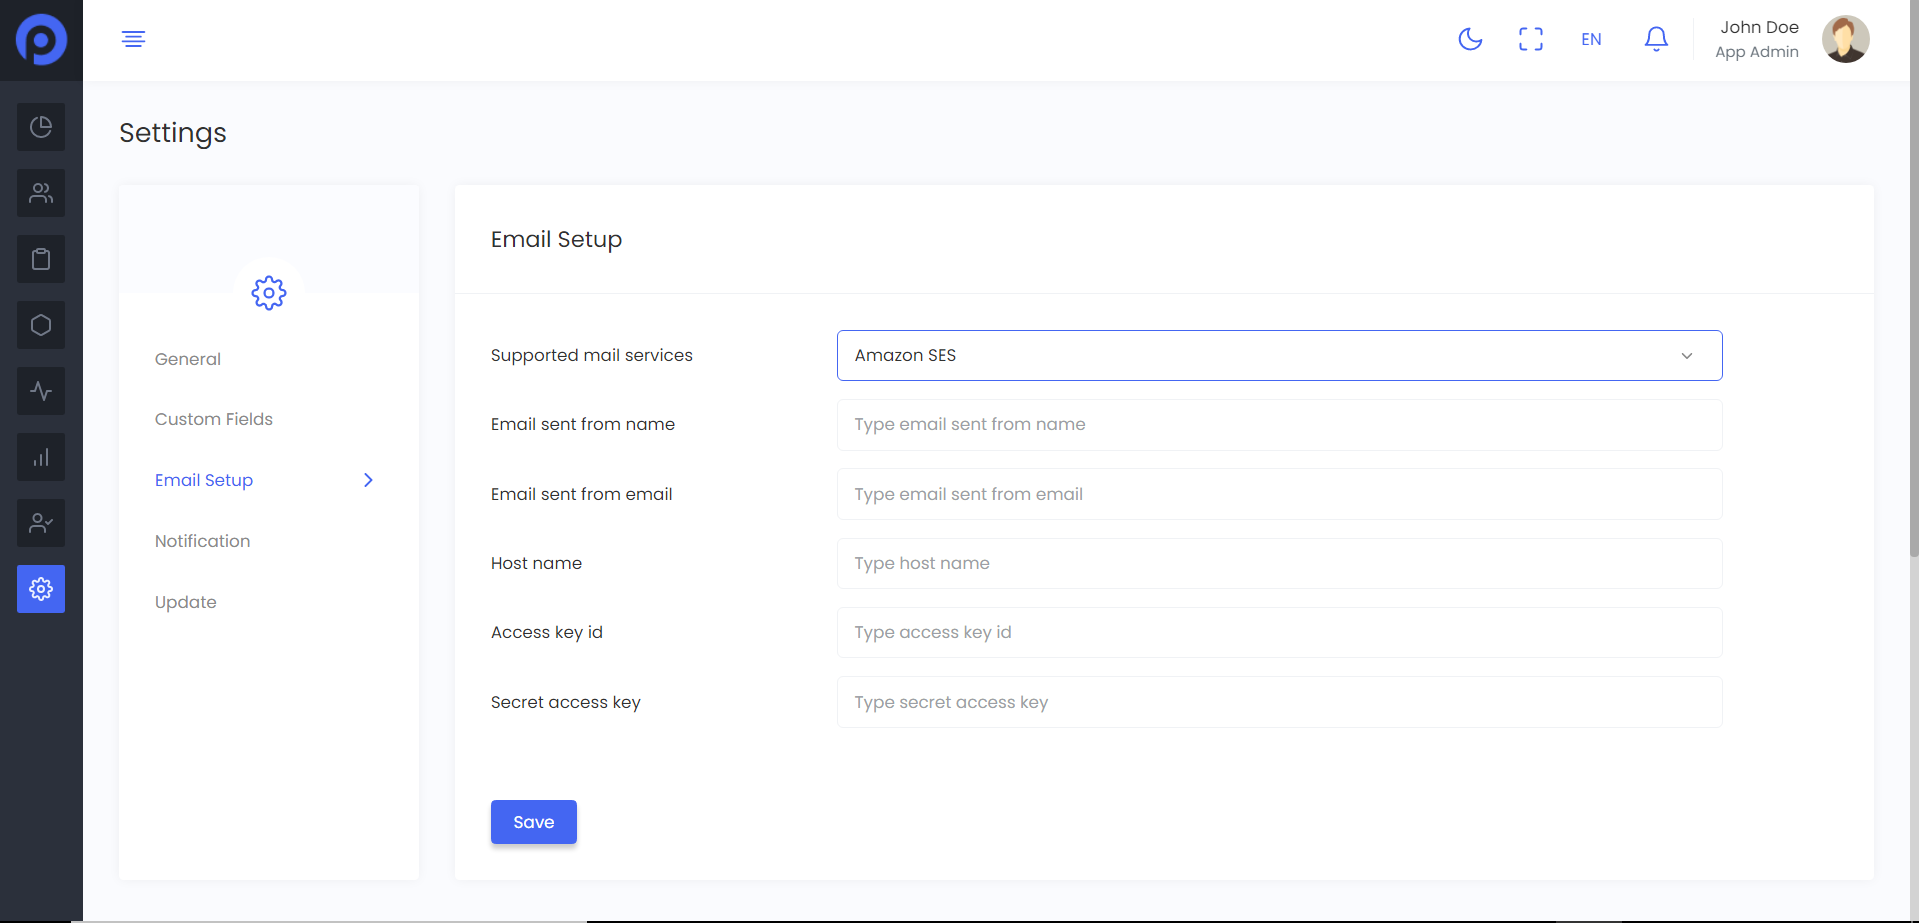 EN
John Doe
App Admin
Settings
General
Custom Fields
Email Setup
Notification
Update
Email Setup
Supported mail services
Amazon SES
Email sent from name
Type email sent from name
Email sent from email
Type email sent from email
Host name
Type host name
Access key id
Type access key id
Secret access key
Type secret access key
Save